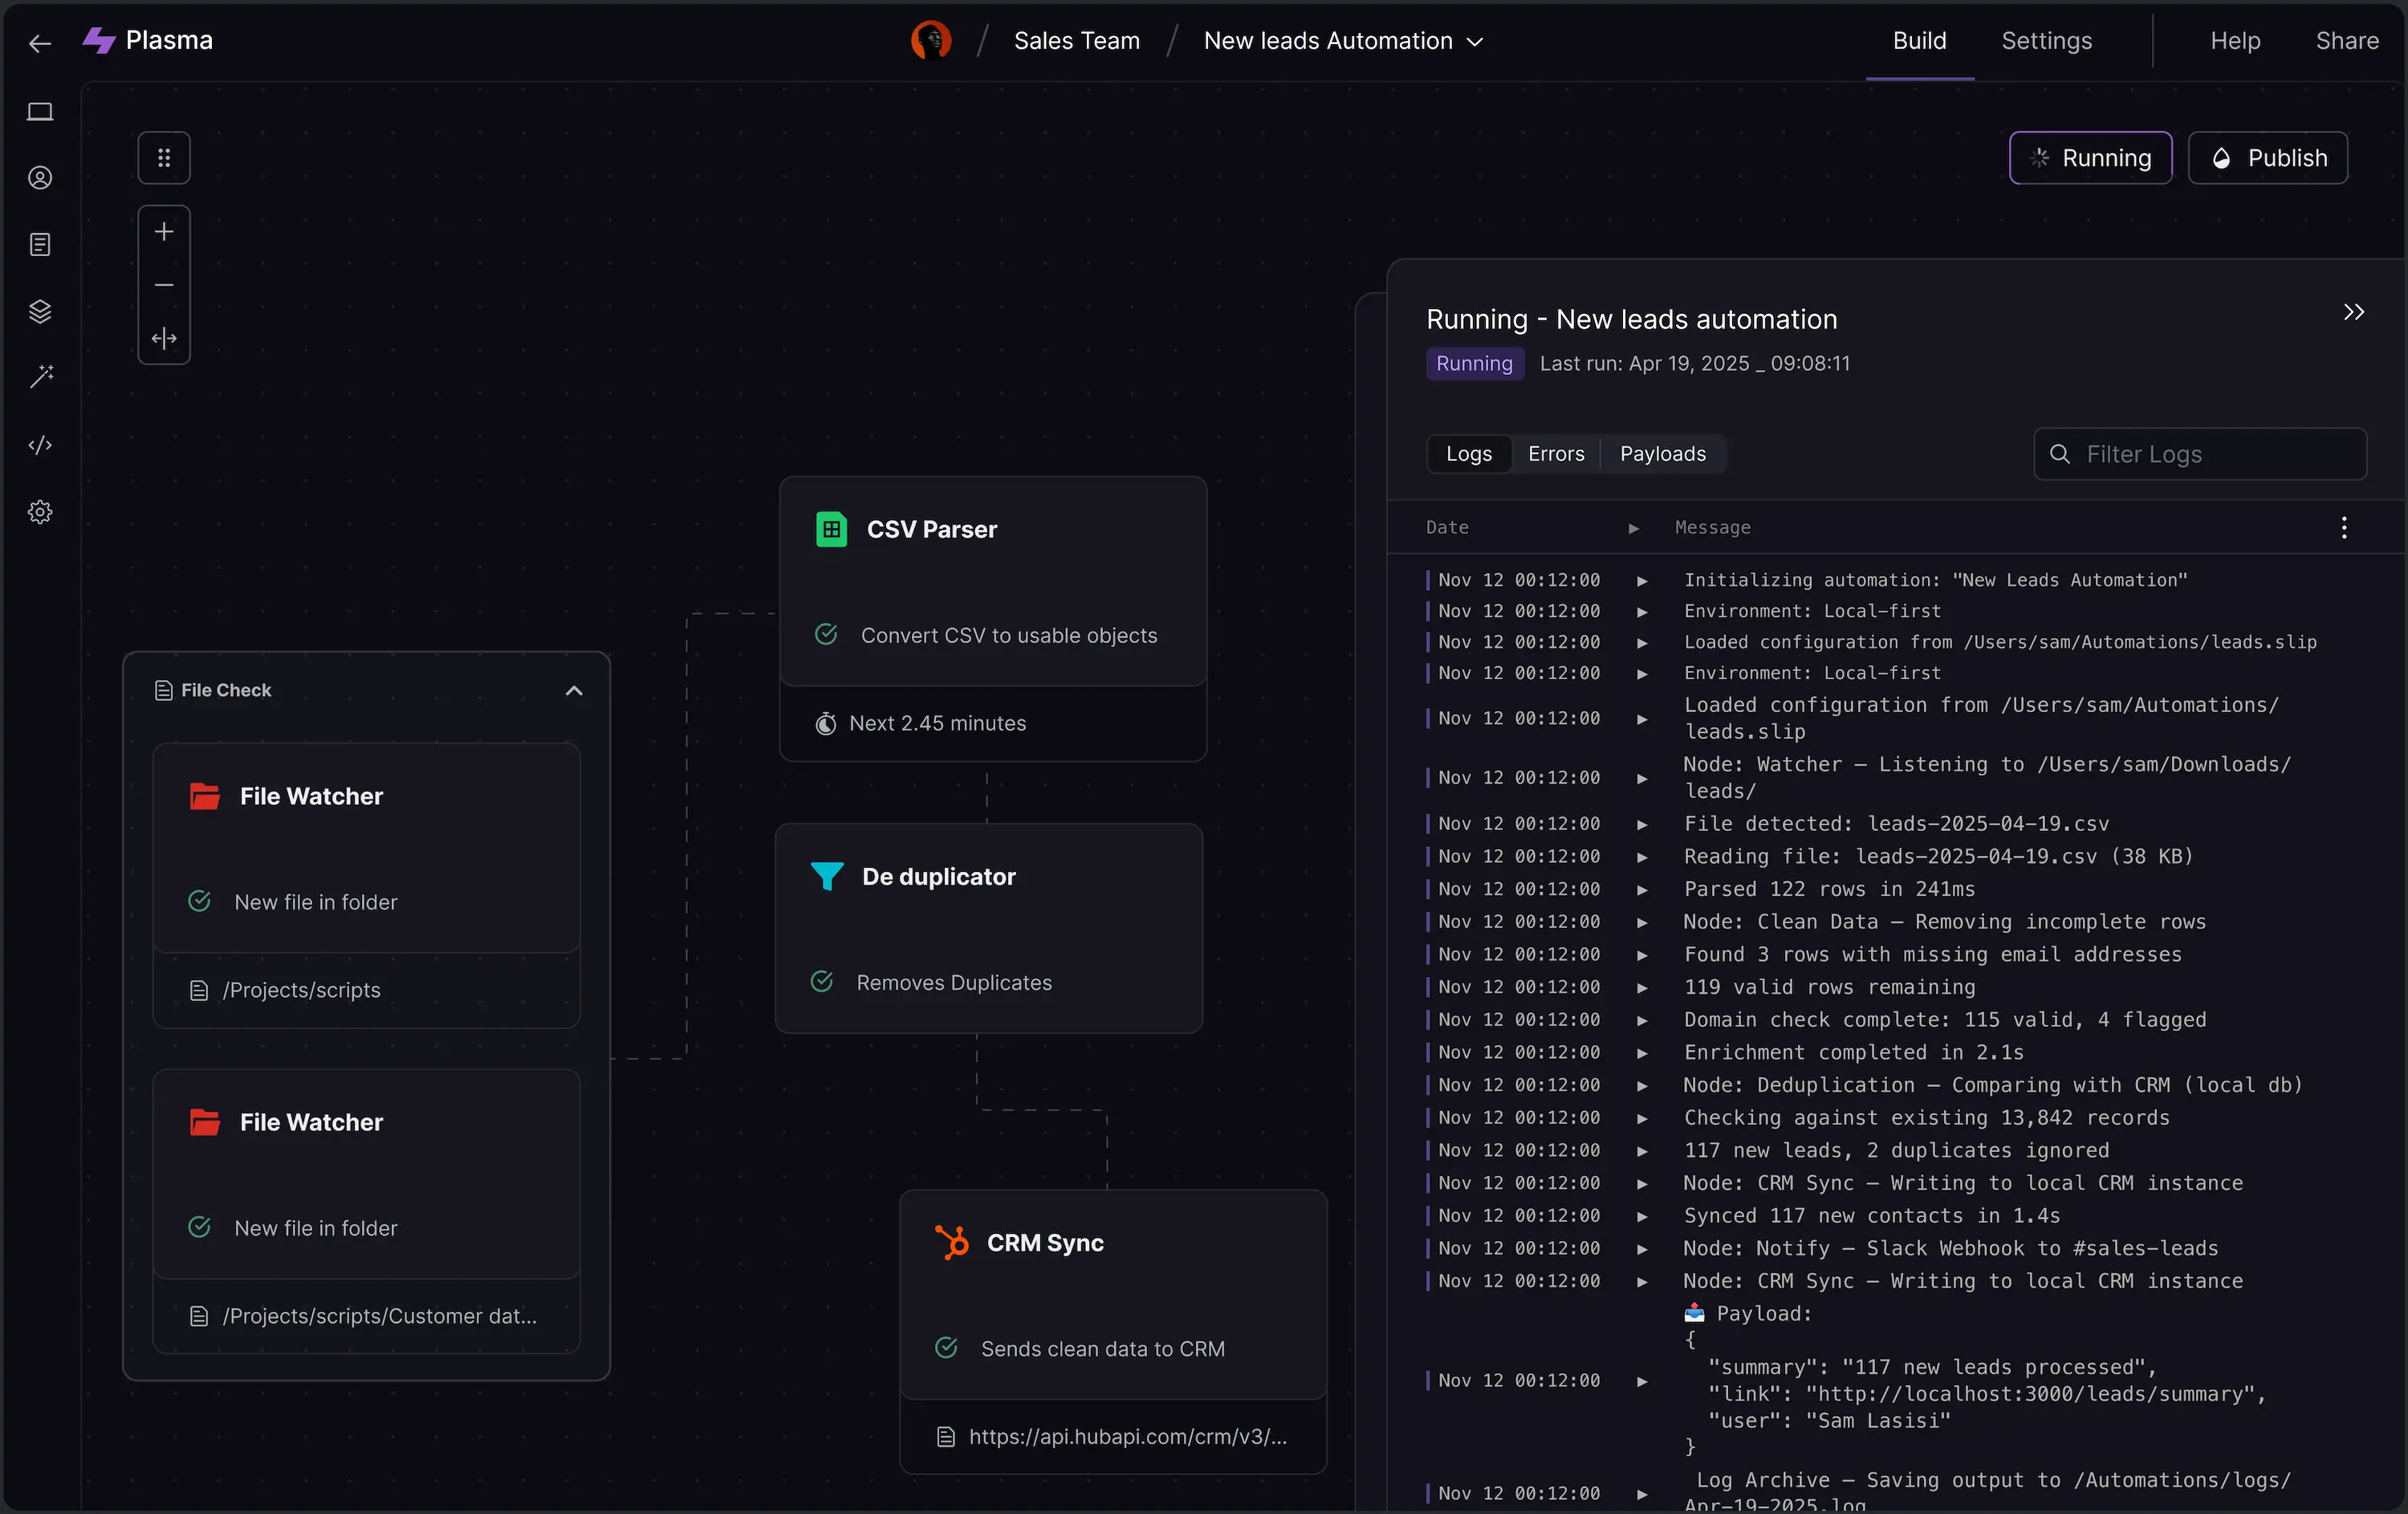 Plasma
Sales Team
New leads Automation
Build
Settings
Help
Share
Running
Publish
File Check
File Watcher
New file in folder
/Projects/scripts
File Watcher
New file in folder
/Projects/scripts/Customer dat...
CSV Parser
Convert CSV to usable objects
Next 2.45 minutes
De duplicator
Removes Duplicates
CRM Sync
Sends clean data to CRM
https://api.hubapi.com/crm/v3/...
Running - New leads automation
Running
Last run: Apr 19, 2025 _ 09:08:11
Logs
Errors
Payloads
Filter Logs
Date ▶ Message
Nov 12 00:12:00 ▶ Initializing automation: "New Leads Automation"
Nov 12 00:12:00 ▶ Environment: Local-first
Nov 12 00:12:00 ▶ Loaded configuration from /Users/sam/Automations/leads.slip
Nov 12 00:12:00 ▶ Environment: Local-first
Nov 12 00:12:00 ▶ Loaded configuration from /Users/sam/Automations/
leads.slip
Nov 12 00:12:00 ▶ Node: Watcher — Listening to /Users/sam/Downloads/
leads/
Nov 12 00:12:00 ▶ File detected: leads-2025-04-19.csv
Nov 12 00:12:00 ▶ Reading file: leads-2025-04-19.csv (38 KB)
Nov 12 00:12:00 ▶ Parsed 122 rows in 241ms
Nov 12 00:12:00 ▶ Node: Clean Data — Removing incomplete rows
Nov 12 00:12:00 ▶ Found 3 rows with missing email addresses
Nov 12 00:12:00 ▶ 119 valid rows remaining
Nov 12 00:12:00 ▶ Domain check complete: 115 valid, 4 flagged
Nov 12 00:12:00 ▶ Enrichment completed in 2.1s
Nov 12 00:12:00 ▶ Node: Deduplication — Comparing with CRM (local db)
Nov 12 00:12:00 ▶ Checking against existing 13,842 records
Nov 12 00:12:00 ▶ 117 new leads, 2 duplicates ignored
Nov 12 00:12:00 ▶ Node: CRM Sync — Writing to local CRM instance
Nov 12 00:12:00 ▶ Synced 117 new contacts in 1.4s
Nov 12 00:12:00 ▶ Node: Notify — Slack Webhook to #sales-leads
Nov 12 00:12:00 ▶ Node: CRM Sync — Writing to local CRM instance
Nov 12 00:12:00 ▶ 📤 Payload:
{
"summary": "117 new leads processed",
"link": "http://localhost:3000/leads/summary",
"user": "Sam Lasisi"
}
Nov 12 00:12:00 ▶ Log Archive — Saving output to /Automations/logs/
Apr-19-2025.log